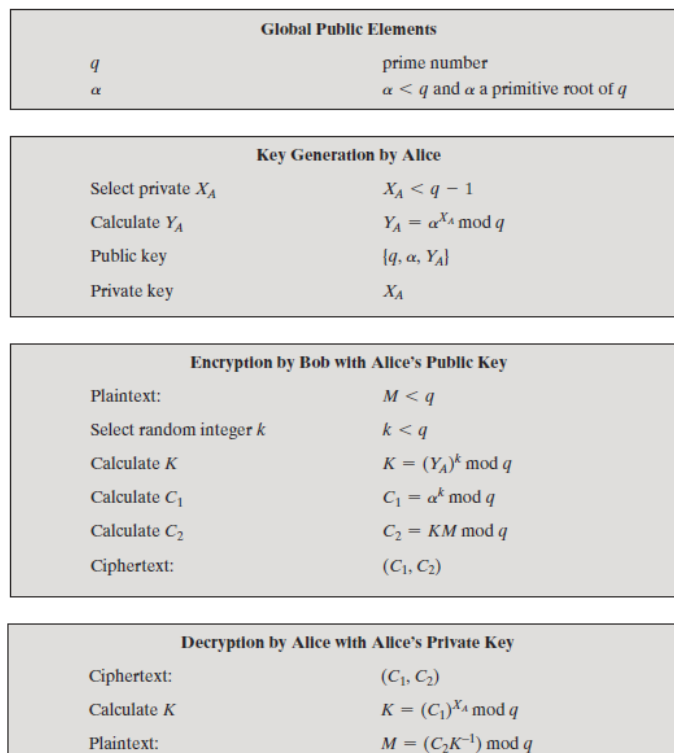 Global Public Elements
q prime number
α α < q and α a primitive root of q
Key Generation by Alice
Select private X_A X_A < q − 1
Calculate Y_A Y_A = α^{X_A} mod q
Public key {q, α, Y_A}
Private key X_A
Encryption by Bob with Alice's Public Key
Plaintext: M < q
Select random integer k k < q
Calculate K K = (Y_A)^k mod q
Calculate C_1 C_1 = α^k mod q
Calculate C_2 C_2 = KM mod q
Ciphertext: (C_1, C_2)
Decryption by Alice with Alice's Private Key
Ciphertext: (C_1, C_2)
Calculate K K = (C_1)^{X_A} mod q
Plaintext: M = (C_2K^{−1}) mod q